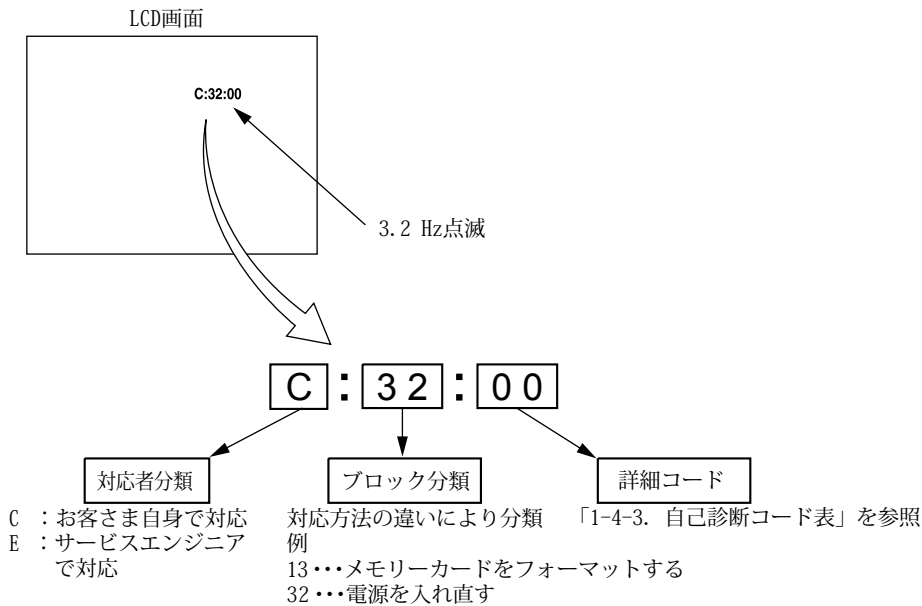 LCD画面
C:32:00
3.2 Hz点滅
C:32:00
対応者分類
ブロック分類
詳細コード
C :お客さま自身で対応
E :サービスエンジニア
で対応
対応方法の違いにより分類
例
13･･･メモリーカードをフォーマットする
32･･･電源を入れ直す
「1-4-3. 自己診断コード表」を参照